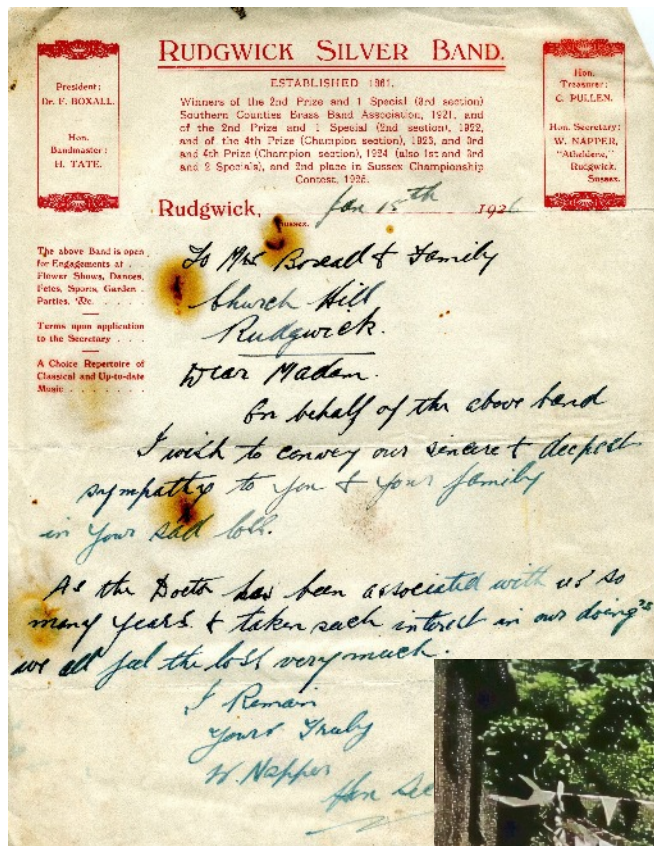 RUDGWICK SILVER BAND.
ESTABLISHED 1861.
Winners of the 2nd Prize and 1 Special (3rd section)
Southern Counties Brass Band Association, 1921, and
of the 2nd Prize and 1 Special (2nd section), 1922,
and of the 4th Prize (Champion section), 1923, and 3rd
and 4th Prize (Champion section), 1924 (also 1st and 3rd
and 2 Specials), and 2nd place in Sussex Championship
Contest, 1925.
President:
Dr. F. BOXALL.
Hon.
Bandmaster:
H. TATE.
Hon.
Treasurer:
C. PULLEN.
Hon. Secretary:
W. NAPPER,
"Atheldene,"
Rudgwick,
Sussex.
Rudgwick, Jan 15th 1926
Sussex.
The above Band is open
for Engagements at . .
Flower Shows, Dances,
Fetes, Sports, Garden .
Parties, &c. . . . .
Terms upon application
to the Secretary . . .
A Choice Repertoire of
Classical and Up-to-date
Music . . . . . . . .
To Mrs Boxall & Family
Church Hill
Rudgwick.
Dear Madam.
On behalf of the above band
I wish to convey our sincere & deepest
sympathy to you & your family
in your sad loss.
As the Doctor has been associated with us so
many years & taken such interest in our doing's
we all feel the loss very much.
I Remain
Yours Truly
W. Napper
Hon Sec